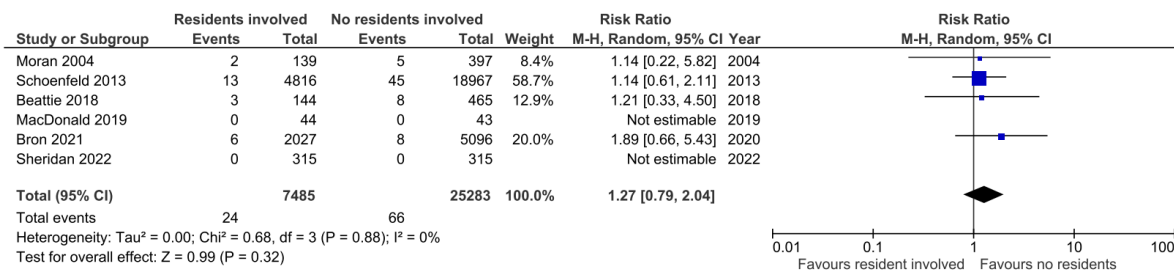 Residents involved No residents involved Risk Ratio Risk Ratio
Study or Subgroup Events Total Events Total Weight M-H, Random, 95% CI Year M-H, Random, 95% CI
Moran 2004 2 139 5 397 8.4% 1.14 [0.22, 5.82] 2004
Schoenfeld 2013 13 4816 45 18967 58.7% 1.14 [0.61, 2.11] 2013
Beattie 2018 3 144 8 465 12.9% 1.21 [0.33, 4.50] 2018
MacDonald 2019 0 44 0 43 Not estimable 2019
Bron 2021 6 2027 8 5096 20.0% 1.89 [0.66, 5.43] 2020
Sheridan 2022 0 315 0 315 Not estimable 2022
Total (95% CI) 7485 25283 100.0% 1.27 [0.79, 2.04]
Total events 24 66
Heterogeneity: Tau² = 0.00; Chi² = 0.68, df = 3 (P = 0.88); I² = 0%
Test for overall effect: Z = 0.99 (P = 0.32)
0.01 0.1 1 10 100
Favours resident involved Favours no residents